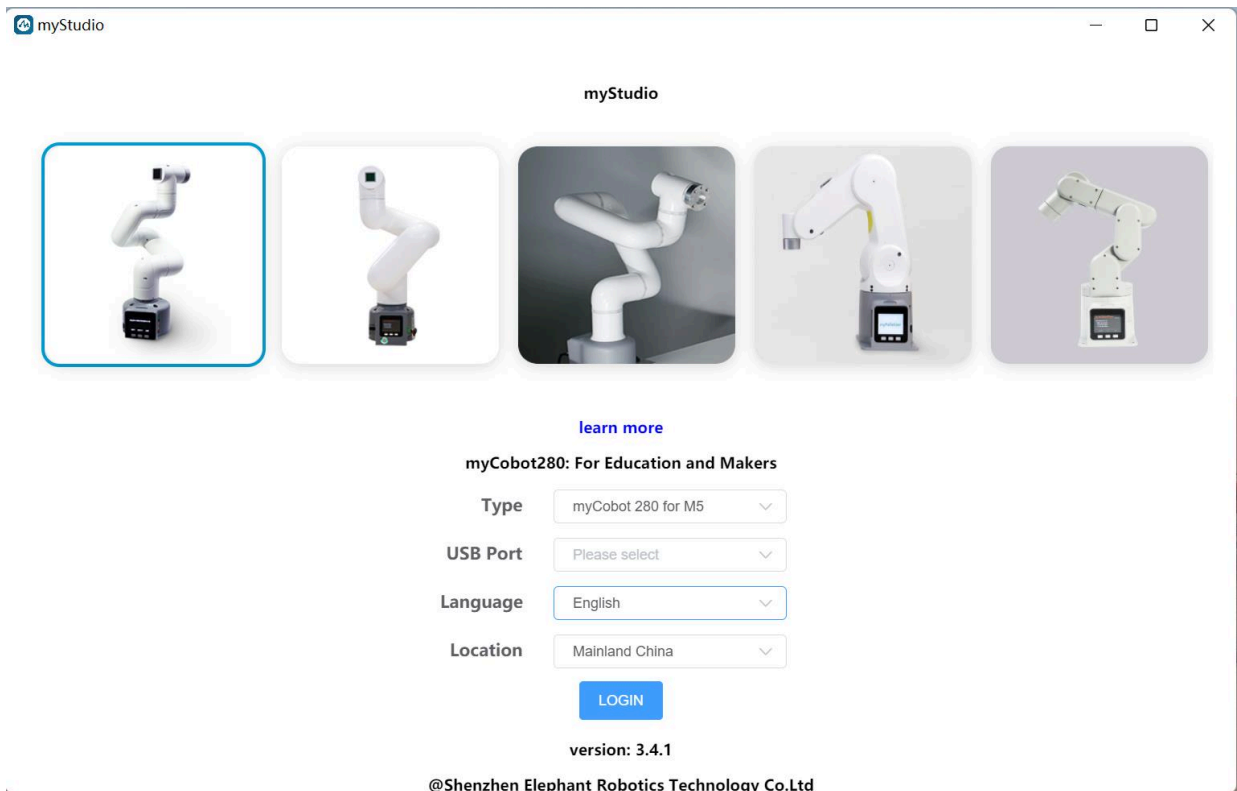 myStudio
myStudio
learn more
myCobot280: For Education and Makers
Type myCobot 280 for M5
USB Port Please select
Language English
Location Mainland China
LOGIN
version: 3.4.1
@Shenzhen Elephant Robotics Technology Co.Ltd